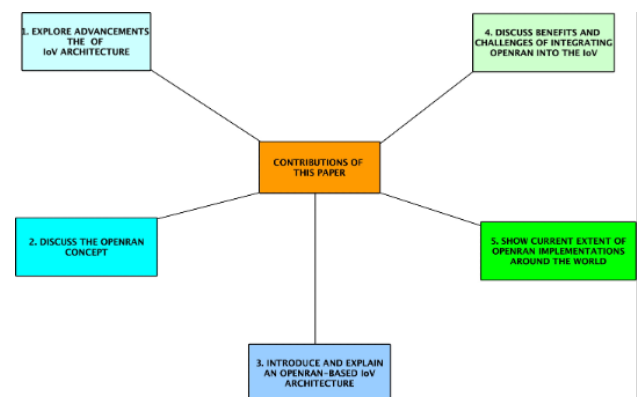 1. EXPLORE ADVANCEMENTS
THE OF
IoV ARCHITECTURE
4. DISCUSS BENEFITS AND
CHALLENGES OF INTEGRATING
OPENRAN INTO THE IoV
CONTRIBUTIONS OF
THIS PAPER
2. DISCUSS THE OPENRAN
CONCEPT
5. SHOW CURRENT EXTENT OF
OPENRAN IMPLEMENTATIONS
AROUND THE WORLD
3. INTRODUCE AND EXPLAIN
AN OPENRAN-BASED IoV
ARCHITECTURE